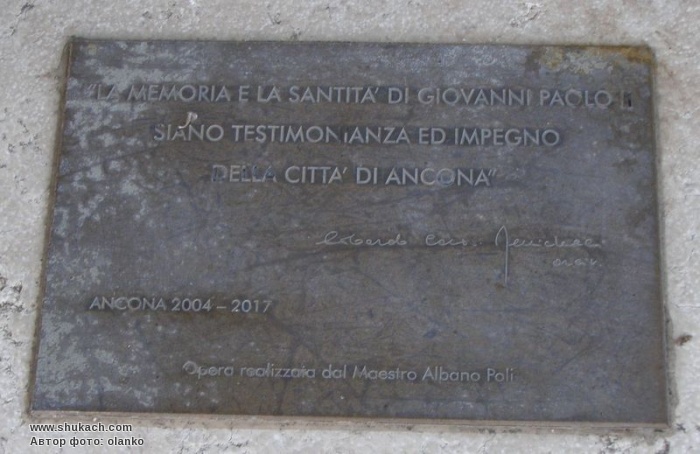 "LA MEMORIA E LA SANTITA' DI GIOVANNI PAOLO II
SIANO TESTIMONIANZA ED IMPEGNO
DELLA CITTA' DI ANCONA"
ANCONA 2004 – 2017
Opera realizzata dal Maestro Albano Poli
www.shukach.com
Автор фото: olanko